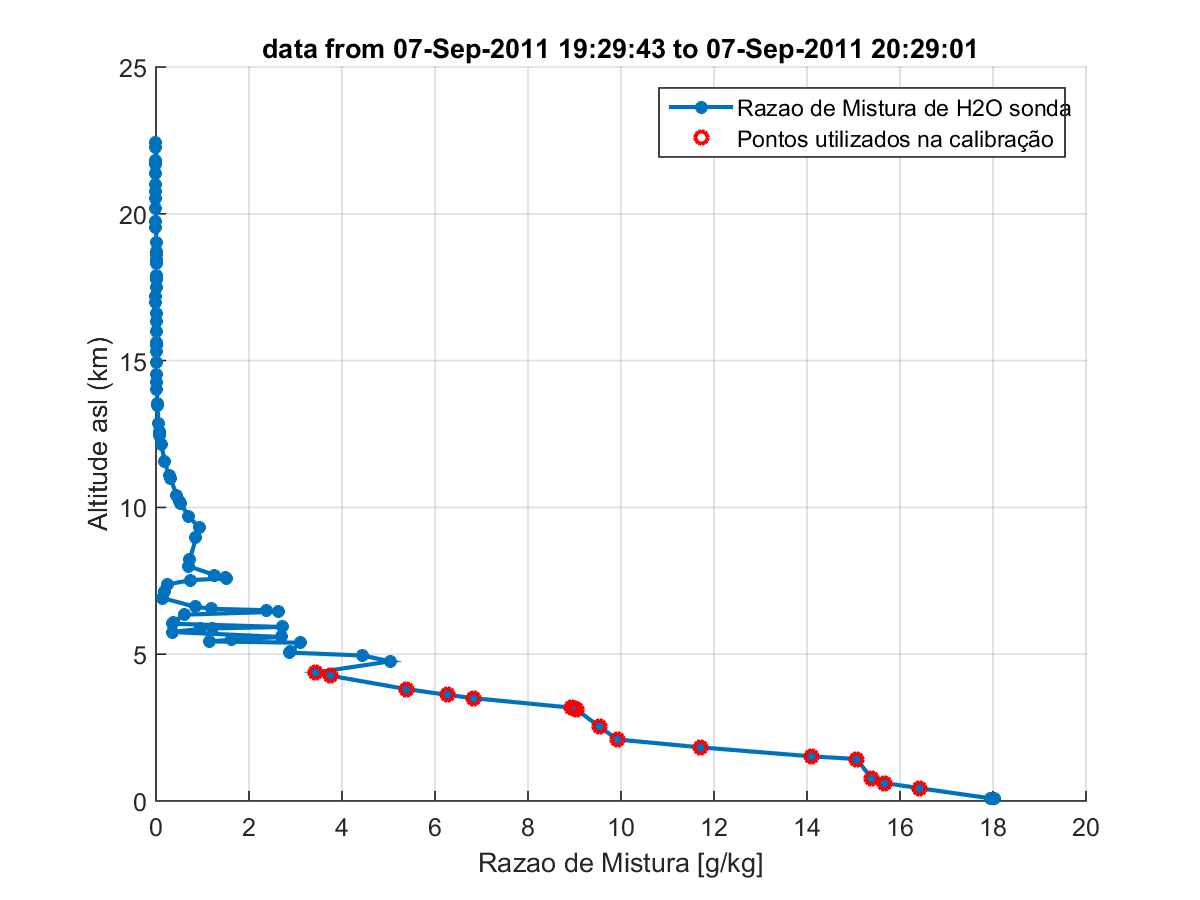 data from 07-Sep-2011 19:29:43 to 07-Sep-2011 20:29:01
Razao de Mistura de H2O sonda
Pontos utilizados na calibração
25
20
15
10
5
0
Altitude asl (km)
0 2 4 6 8 10 12 14 16 18 20
Razao de Mistura [g/kg]